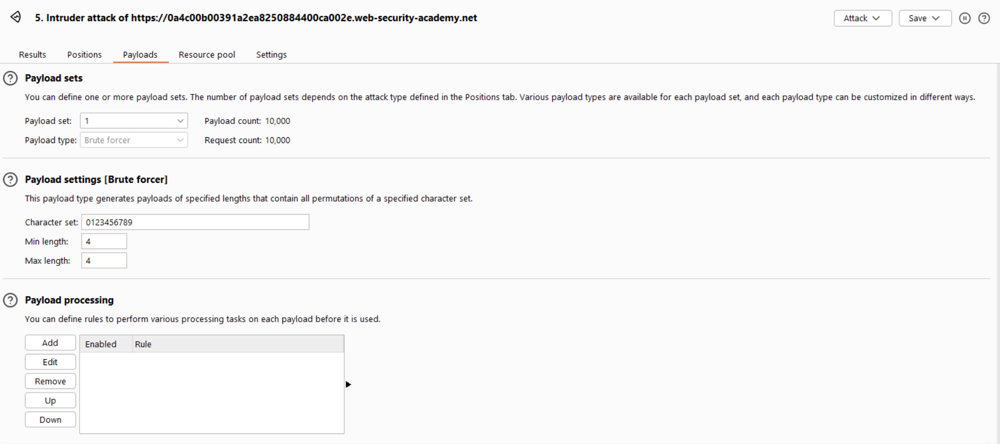 5. Intruder attack of https://0a4c00b00391a2ea8250884400ca002e.web-security-academy.net
Attack
Save
Results
Positions
Payloads
Resource pool
Settings
Payload sets
You can define one or more payload sets. The number of payload sets depends on the attack type defined in the Positions tab. Various payload types are available for each payload set, and each payload type can be customized in different ways.
Payload set: 1 Payload count: 10,000
Payload type: Brute forcer Request count: 10,000
Payload settings [Brute forcer]
This payload type generates payloads of specified lengths that contain all permutations of a specified character set.
Character set: 0123456789
Min length: 4
Max length: 4
Payload processing
You can define rules to perform various processing tasks on each payload before it is used.
Add
Enabled Rule
Edit
Remove
Up
Down